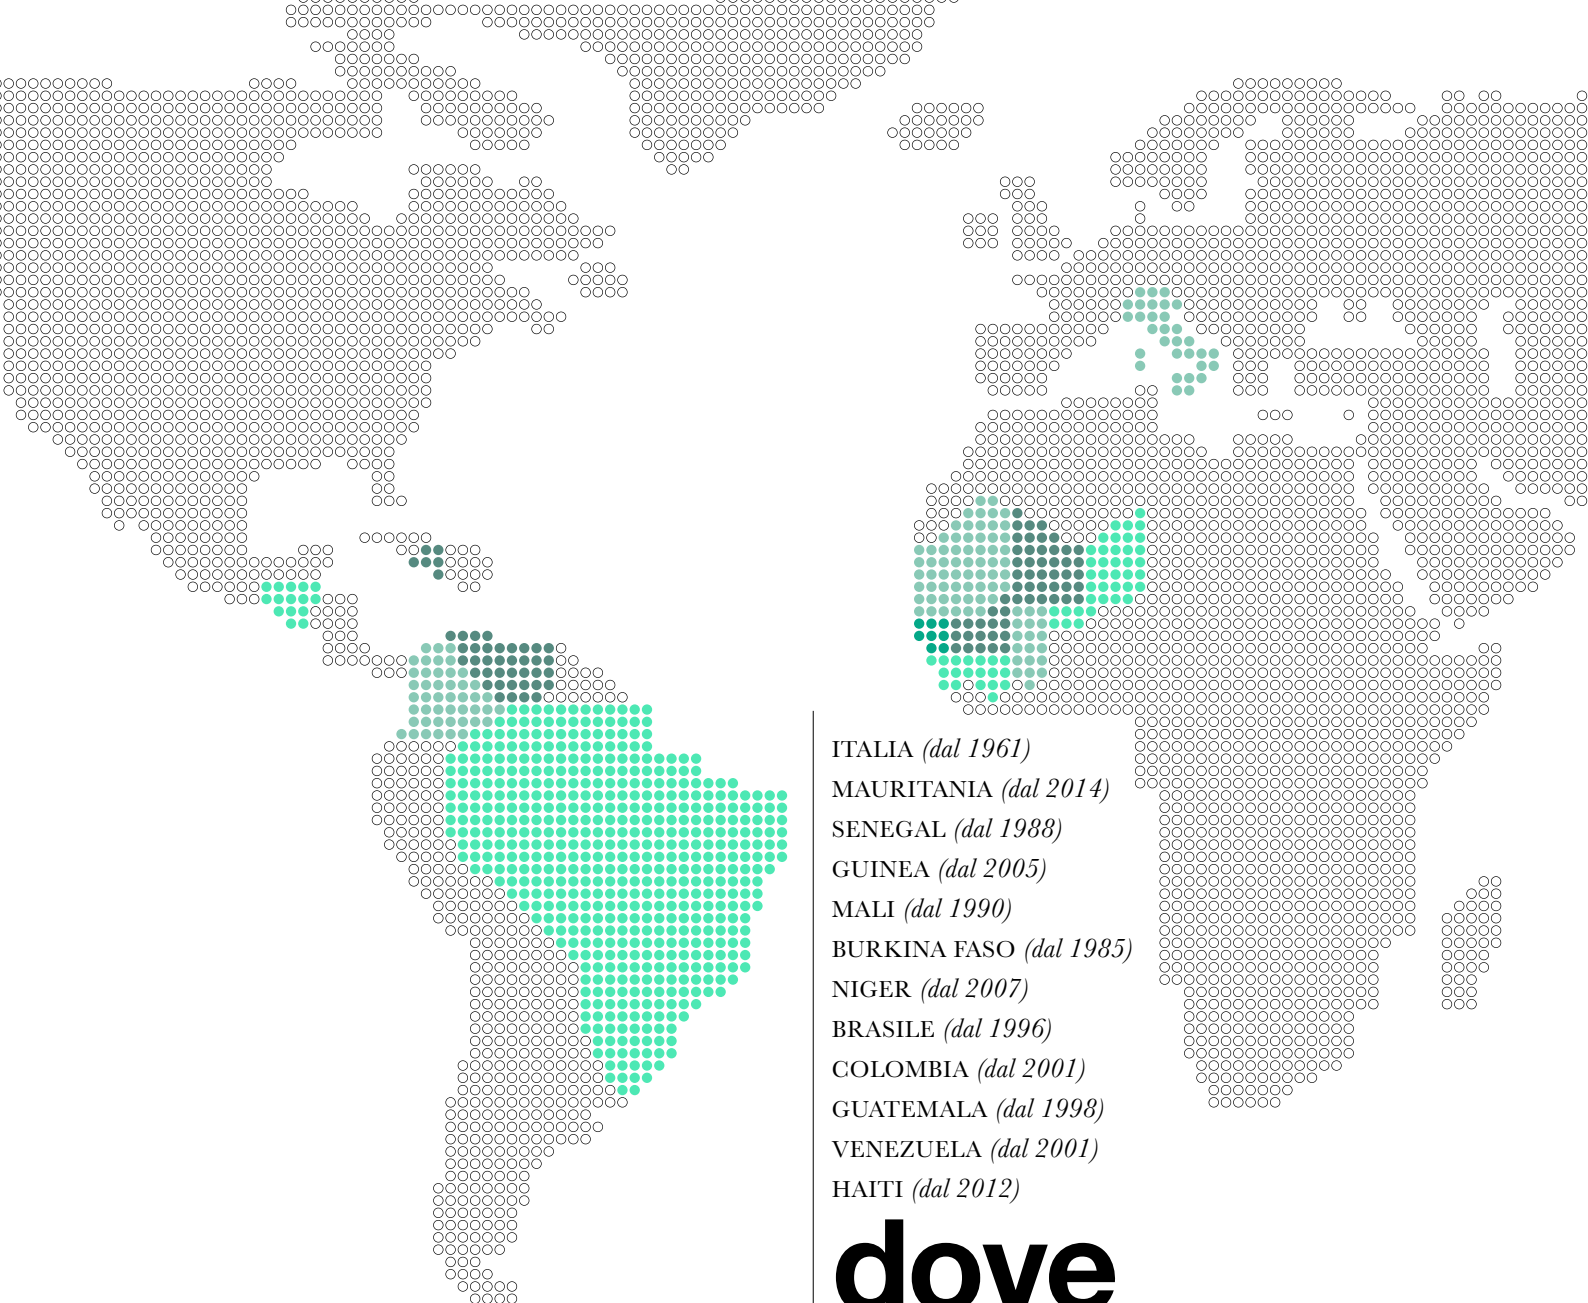 ITALIA (dal 1961)
MAURITANIA (dal 2014)
SENEGAL (dal 1988)
GUINEA (dal 2005)
MALI (dal 1990)
BURKINA FASO (dal 1985)
NIGER (dal 2007)
BRASILE (dal 1996)
COLOMBIA (dal 2001)
GUATEMALA (dal 1998)
VENEZUELA (dal 2001)
HAITI (dal 2012)
dove